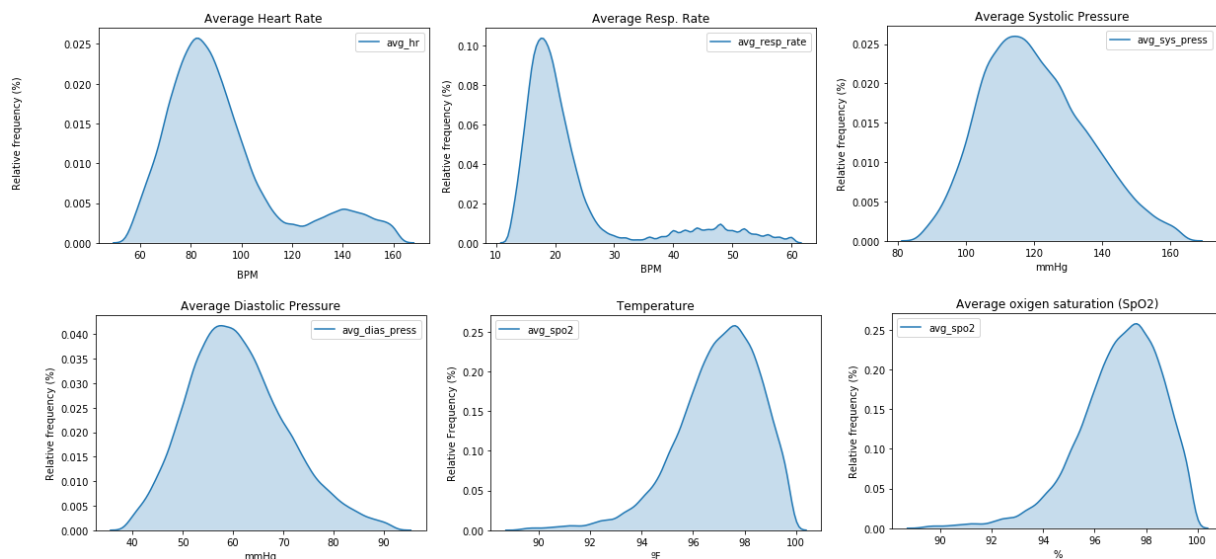 Average Heart Rate
avg_hr
Relative frequency (%)
0.025
0.020
0.015
0.010
0.005
0.000
60 80 100 120 140 160
BPM
Average Resp. Rate
avg_resp_rate
Relative frequency (%)
0.10
0.08
0.06
0.04
0.02
0.00
10 20 30 40 50 60
BPM
Average Systolic Pressure
avg_sys_press
Relative frequency (%)
0.025
0.020
0.015
0.010
0.005
0.000
80 100 120 140 160
mmHg
Average Diastolic Pressure
avg_dias_press
Relative frequency (%)
0.040
0.035
0.030
0.025
0.020
0.015
0.010
0.005
0.000
40 50 60 70 80 90
mmHg
Temperature
avg_spo2
Relative Frequency (%)
0.25
0.20
0.15
0.10
0.05
0.00
90 92 94 96 98 100
ºF
Average oxigen saturation (SpO2)
avg_spo2
Relative frequency (%)
0.25
0.20
0.15
0.10
0.05
0.00
90 92 94 96 98 100
%